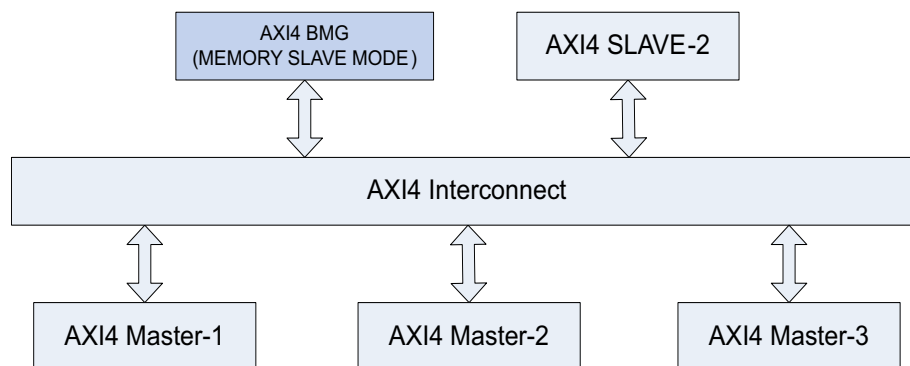 AXI4 BMG
(MEMORY SLAVE MODE)
AXI4 SLAVE-2
AXI4 Interconnect
AXI4 Master-1
AXI4 Master-2
AXI4 Master-3